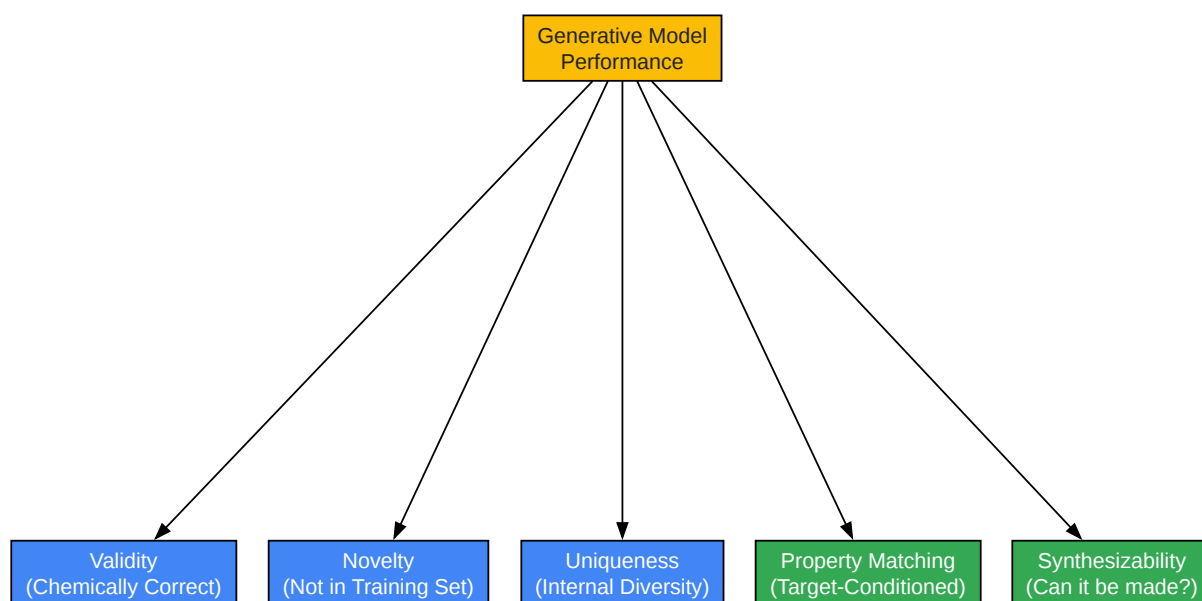 Generative Model
Performance
Validity
(Chemically Correct)
Novelty
(Not in Training Set)
Uniqueness
(Internal Diversity)
Property Matching
(Target-Conditioned)
Synthesizability
(Can it be made?)